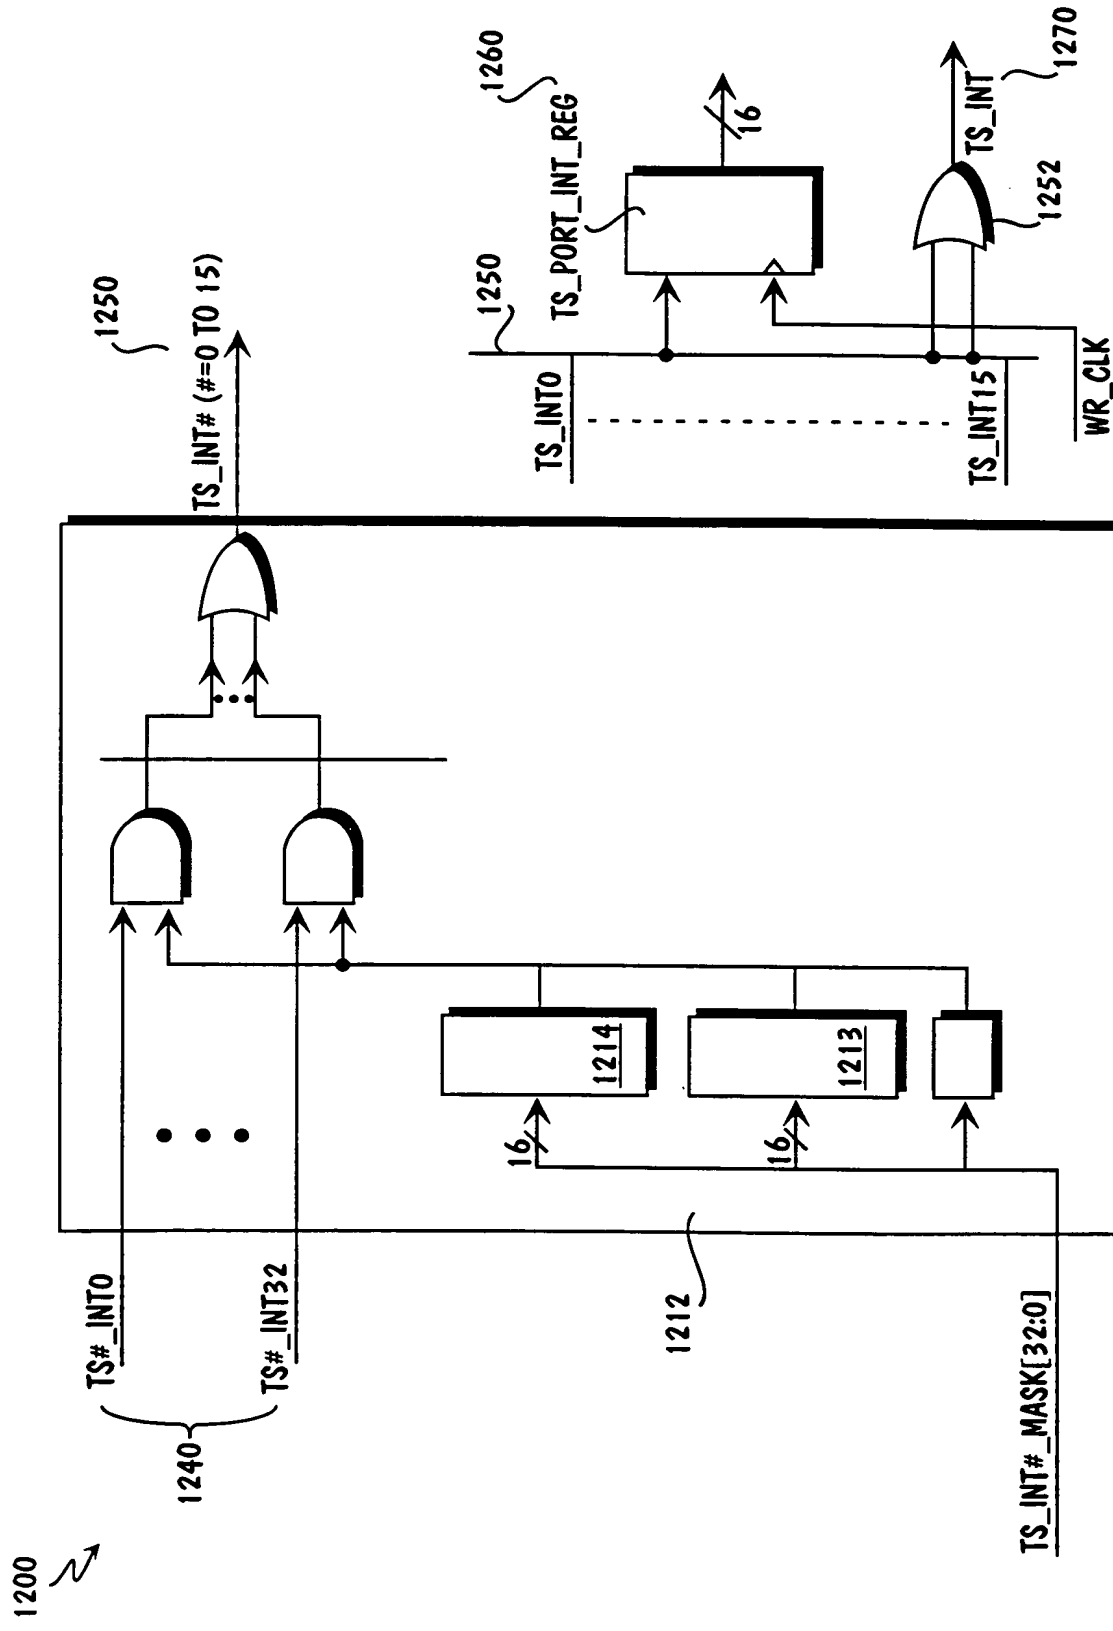 1200
1240
TS#_INT0
TS#_INT32
TS_INT#_MASK[32:0]
1212
16
16
1214
1213
TS_INT# (#=0 TO 15)
1250
TS_INT0
TS_INT15
WR_CLK
1250
TS_PORT_INT_REG
1260
16
1252
TS_INT
1270